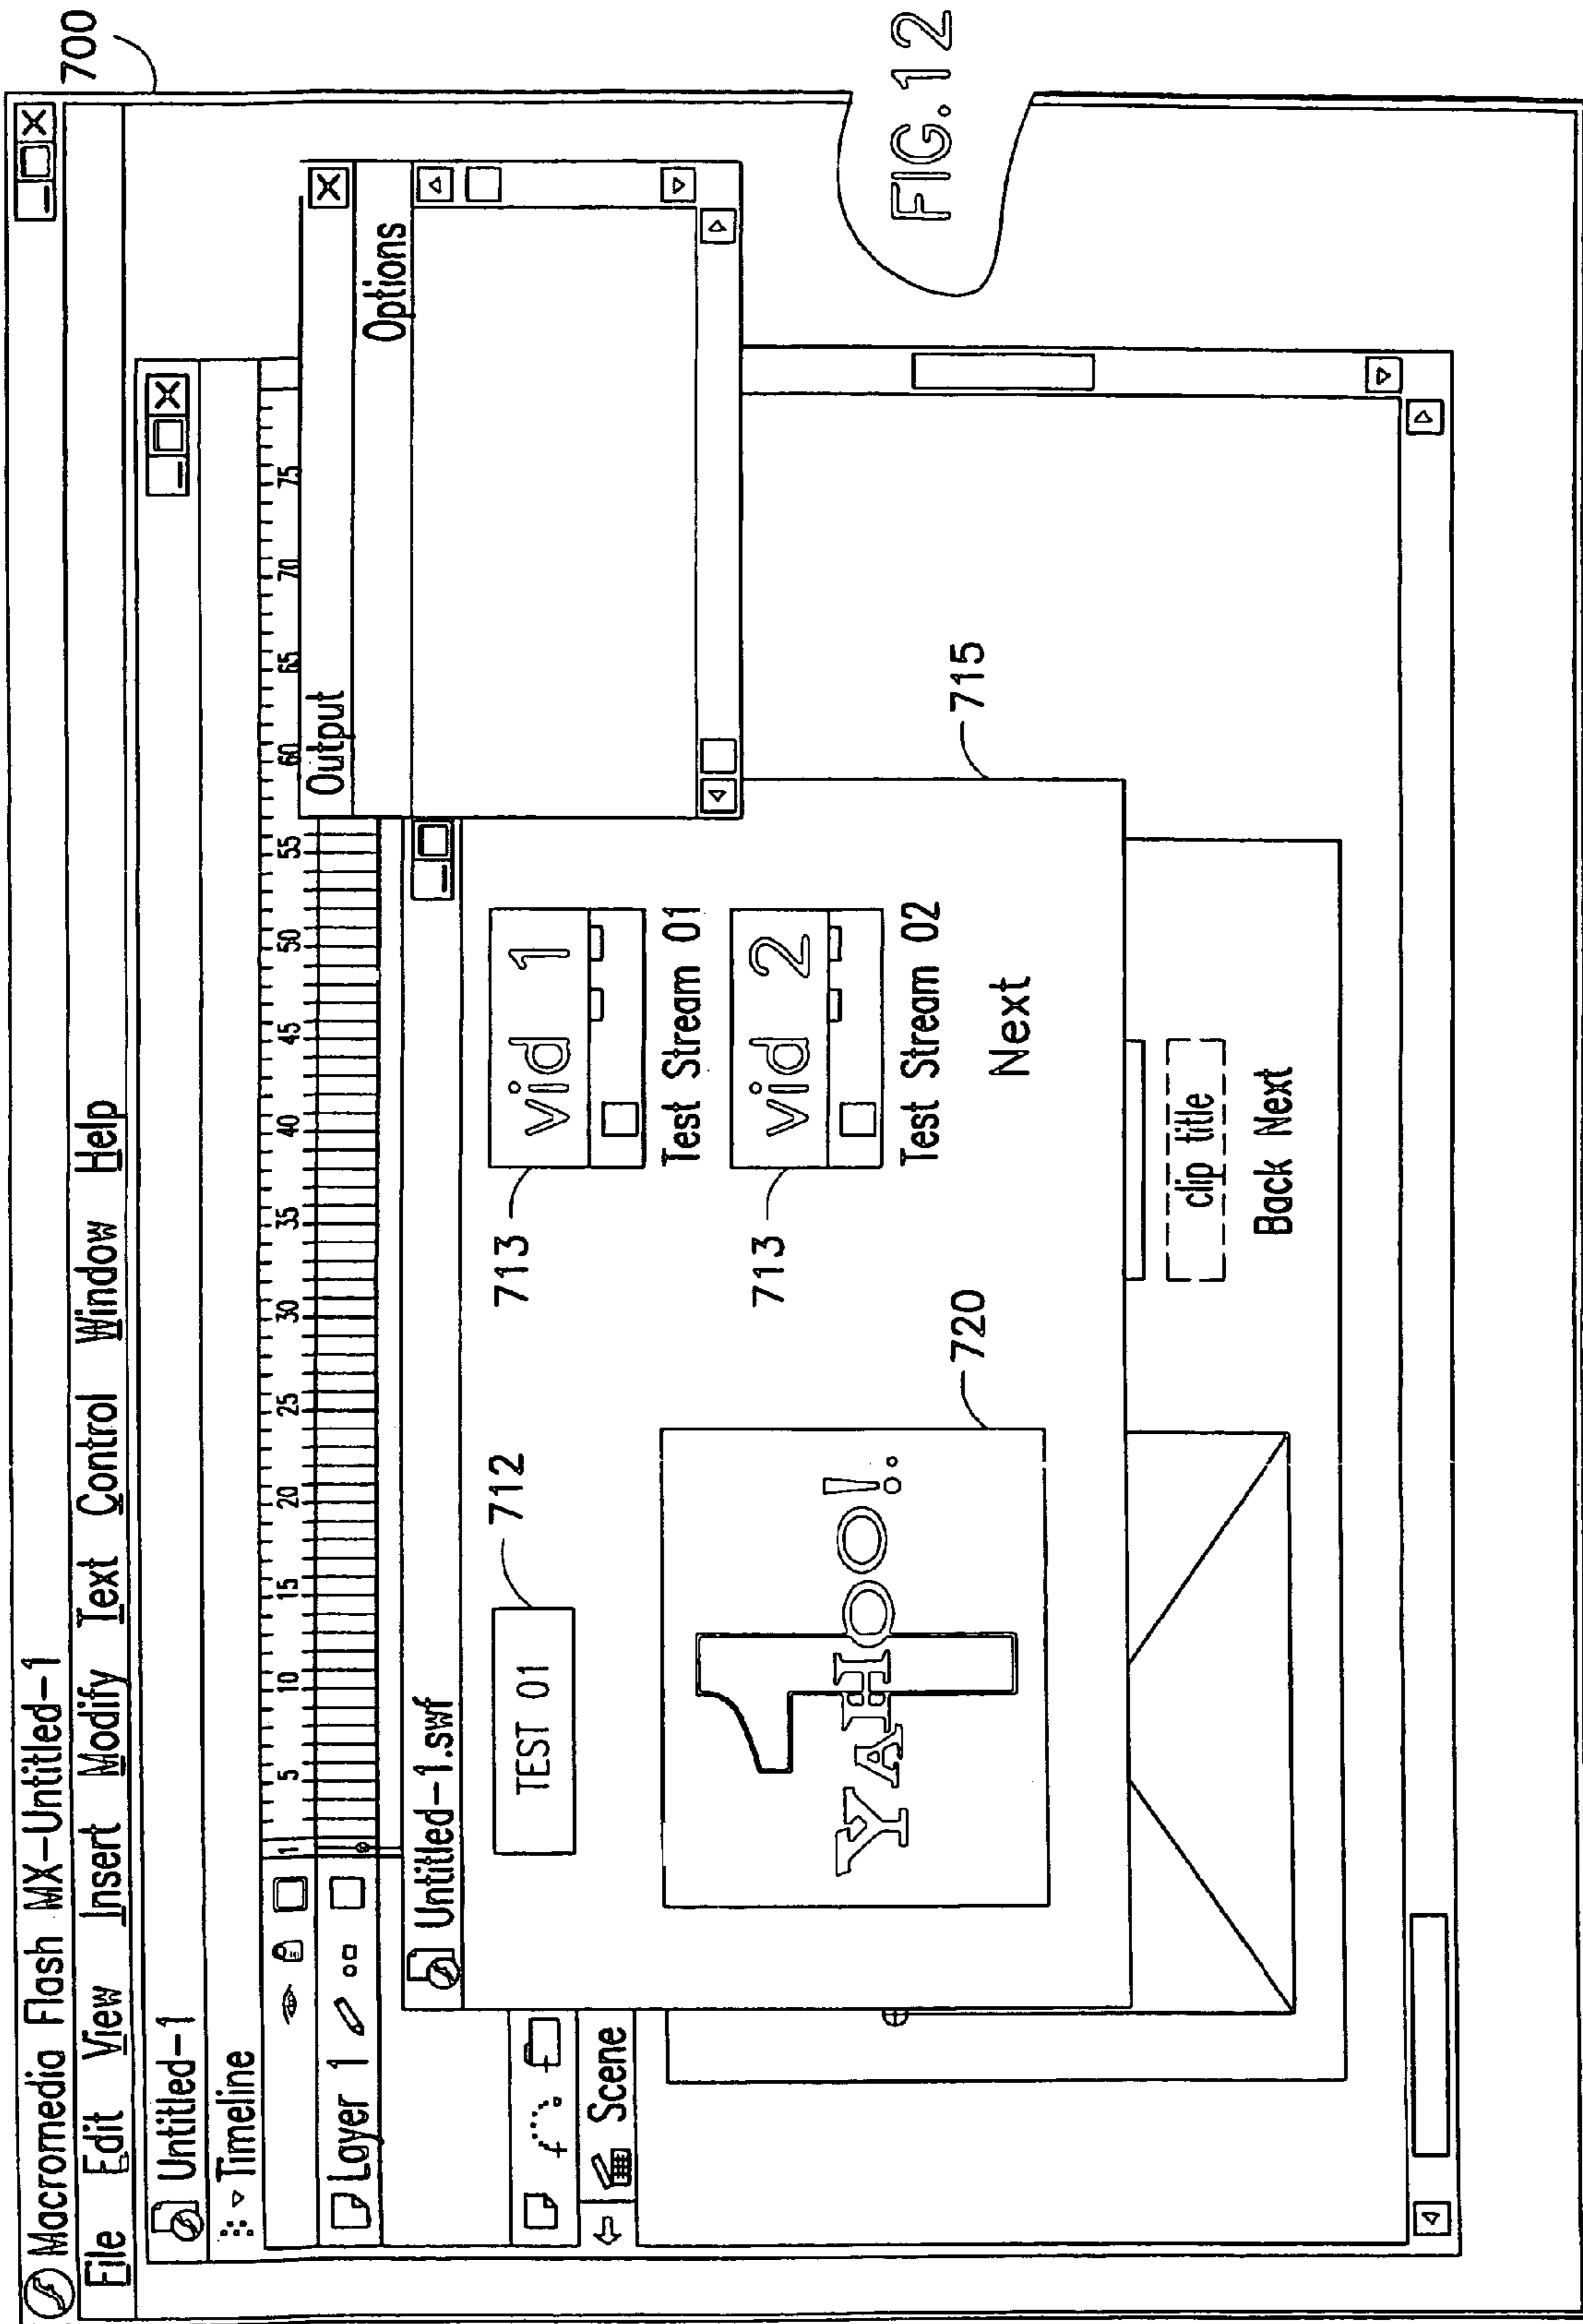 700
Macromedia Flash MX-Untitled-1
File Edit View Insert Modify Text Control Window Help
Untitled-1
Timeline
1 5 10 15 20 25 30 35 40 45 50 55 60 65 70 75
Layer 1
Output
Options
Untitled-1.swf
Scene
712
TEST 01
713
vid 1
Test Stream 01
713
vid 2
Test Stream 02
720
1
YAHOO!
Next
715
clip title
Back Next
FIG.12